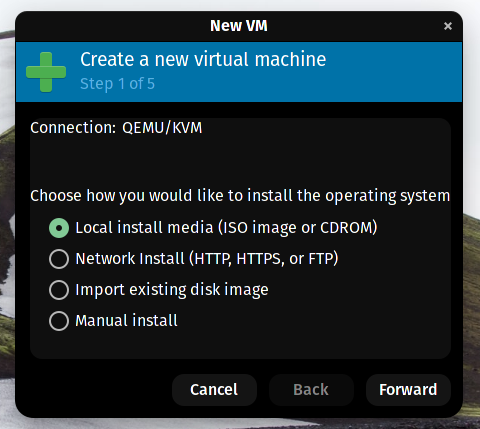 New VM
×
Create a new virtual machine
Step 1 of 5
Connection: QEMU/KVM
Choose how you would like to install the operating system
Local install media (ISO image or CDROM)
Network Install (HTTP, HTTPS, or FTP)
Import existing disk image
Manual install
Cancel Back Forward